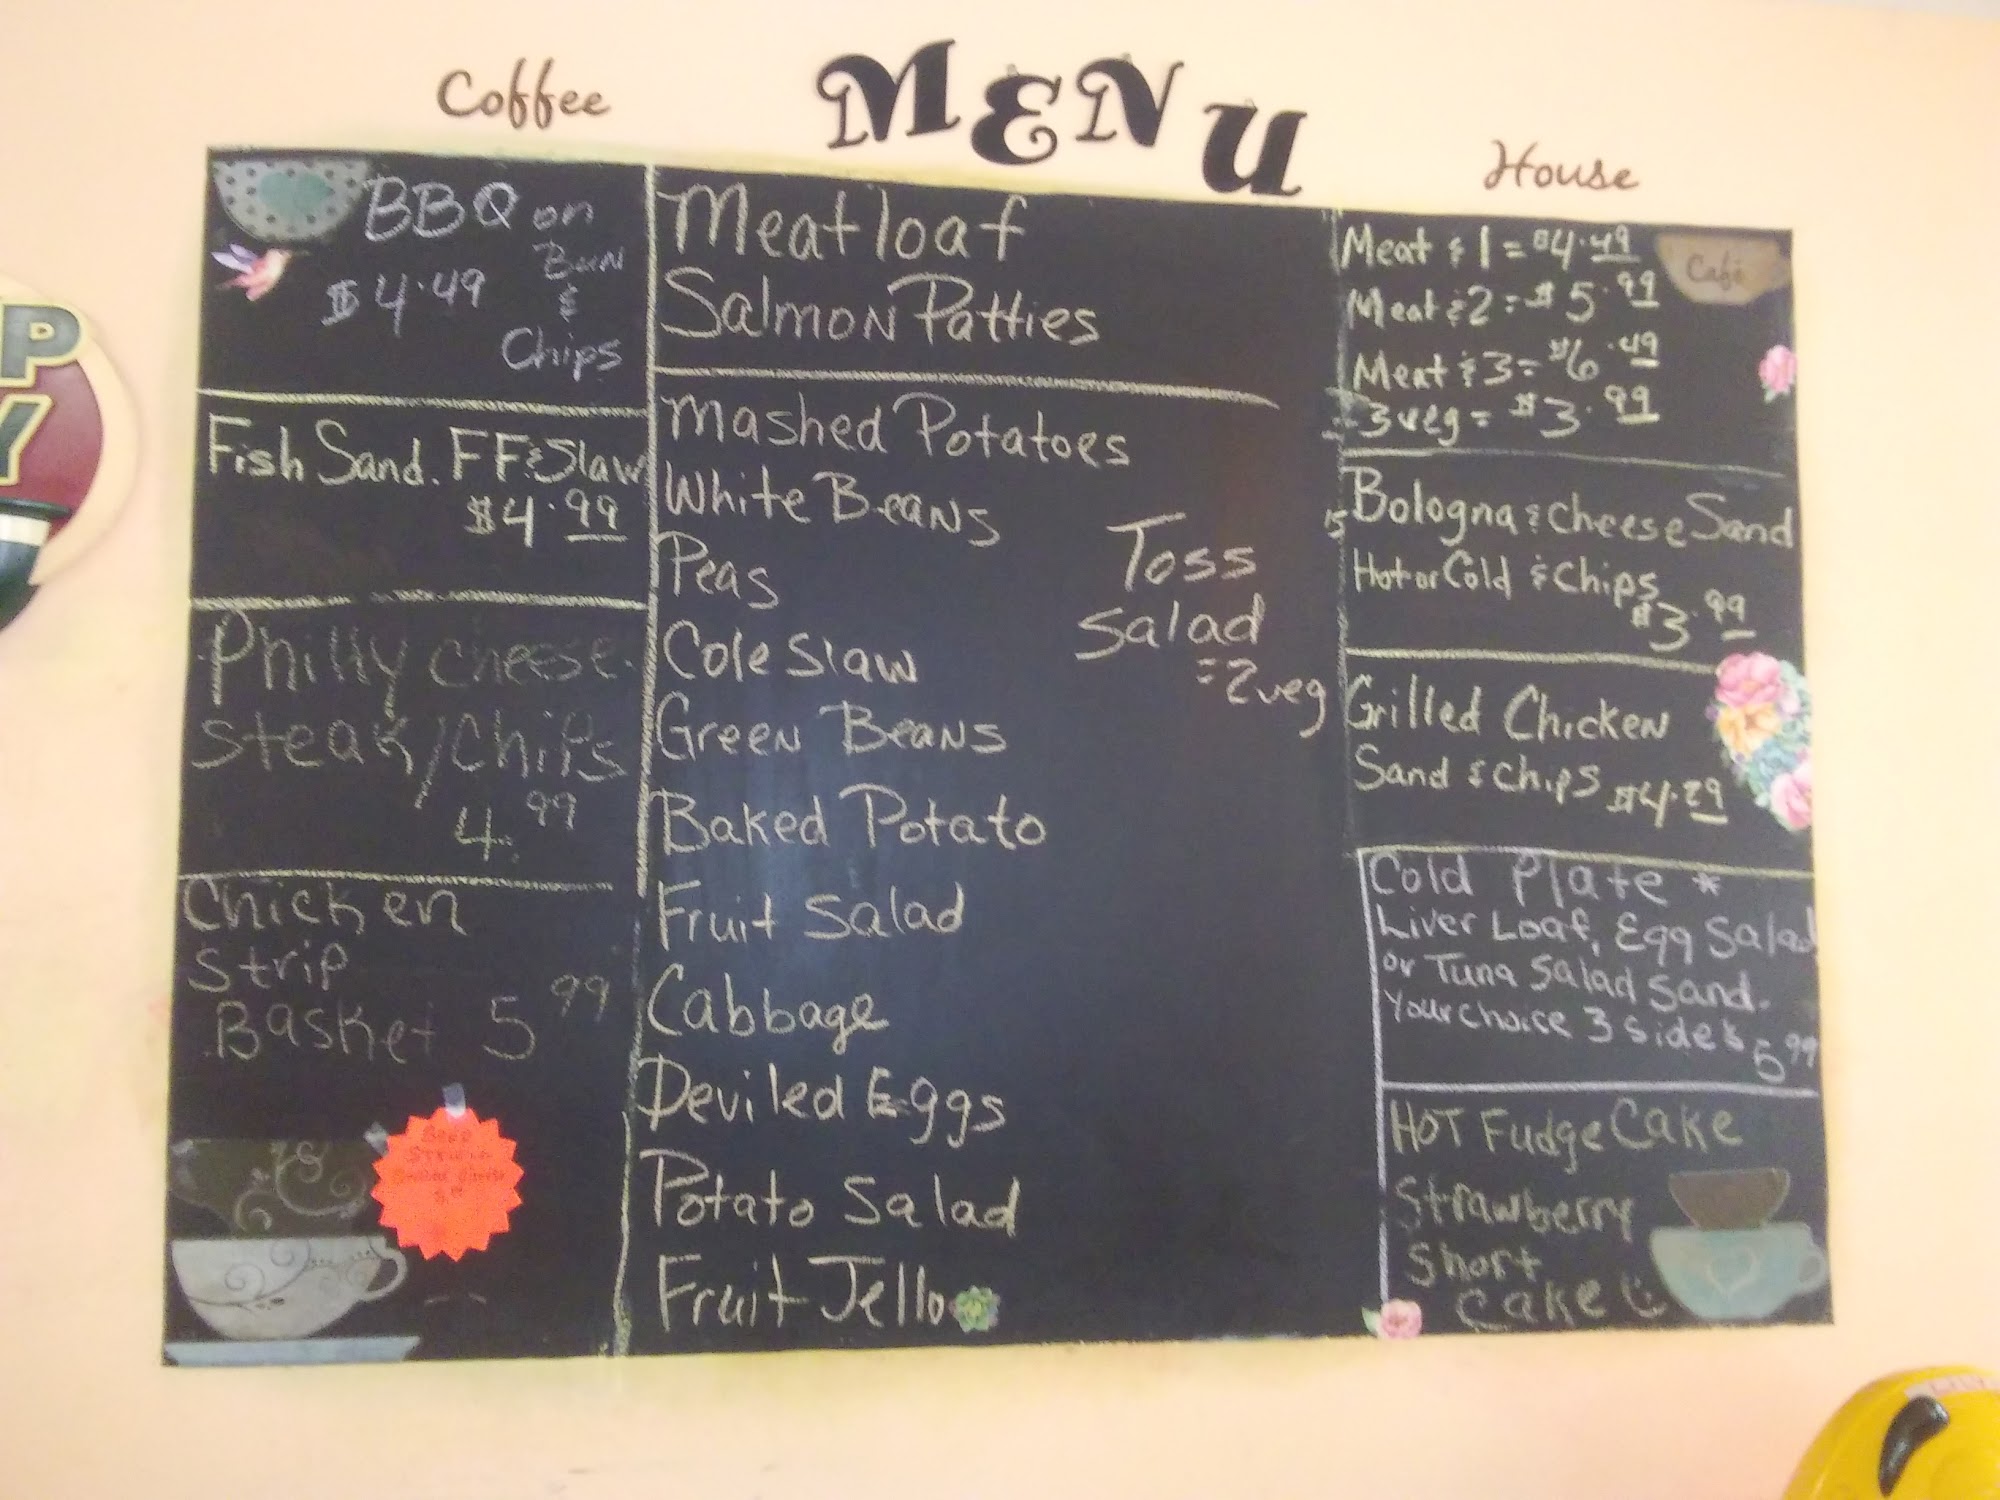 Coffee
MENU
House
BBQ on
Bun
$4.49 &
Chips
Fish Sand. FF & Slaw
$4.99
Philly cheese
steak/Chips
4.99
Chicken
strip
Basket 5 99
Meatloaf
Salmon Patties
Mashed Potatoes
White Beans
Peas
Cole Slaw
Green Beans
Baked Potato
Fruit Salad
Cabbage
Deviled Eggs
Potato Salad
Fruit Jello
Toss
Salad
=2veg
Café
Meat & 1 = $4.49
Meat & 2 = $5.99
Meat & 3 = $6.49
3 veg = $3.99
Bologna & Cheese Sand
Hot or Cold & Chips
$3.99
Grilled Chicken
Sand & Chips $4.29
Cold Plate *
Liver Loaf, Egg Salad
or Tuna Salad Sand.
Your choice 3 sides
5 99
HOT Fudge Cake
Strawberry
Short
Cake